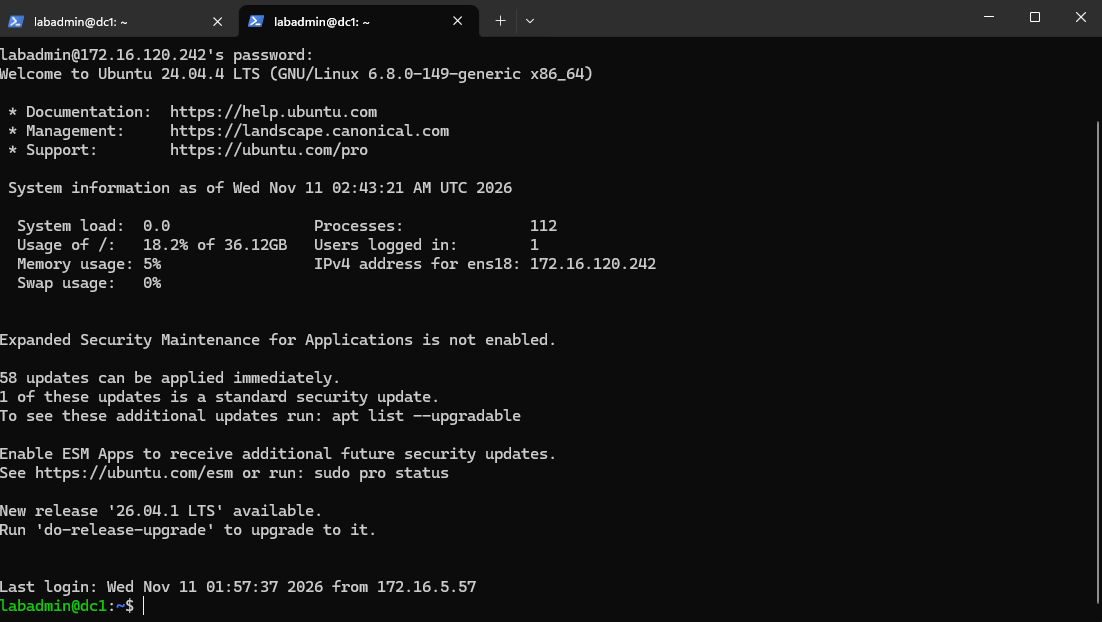 labadmin@dc1: ~
labadmin@dc1: ~
labadmin@172.16.120.242's password:
Welcome to Ubuntu 24.04.4 LTS (GNU/Linux 6.8.0-149-generic x86_64)
* Documentation:  https://help.ubuntu.com
* Management:     https://landscape.canonical.com
* Support:        https://ubuntu.com/pro
System information as of Wed Nov 11 02:43:21 AM UTC 2026
System load:  0.0                Processes:              112
Usage of /:   18.2% of 36.12GB   Users logged in:        1
Memory usage: 5%                 IPv4 address for ens18: 172.16.120.242
Swap usage:   0%
Expanded Security Maintenance for Applications is not enabled.
58 updates can be applied immediately.
1 of these updates is a standard security update.
To see these additional updates run: apt list --upgradable
Enable ESM Apps to receive additional future security updates.
See https://ubuntu.com/esm or run: sudo pro status
New release '26.04.1 LTS' available.
Run 'do-release-upgrade' to upgrade to it.
Last login: Wed Nov 11 01:57:37 2026 from 172.16.5.57
labadmin@dc1:~$